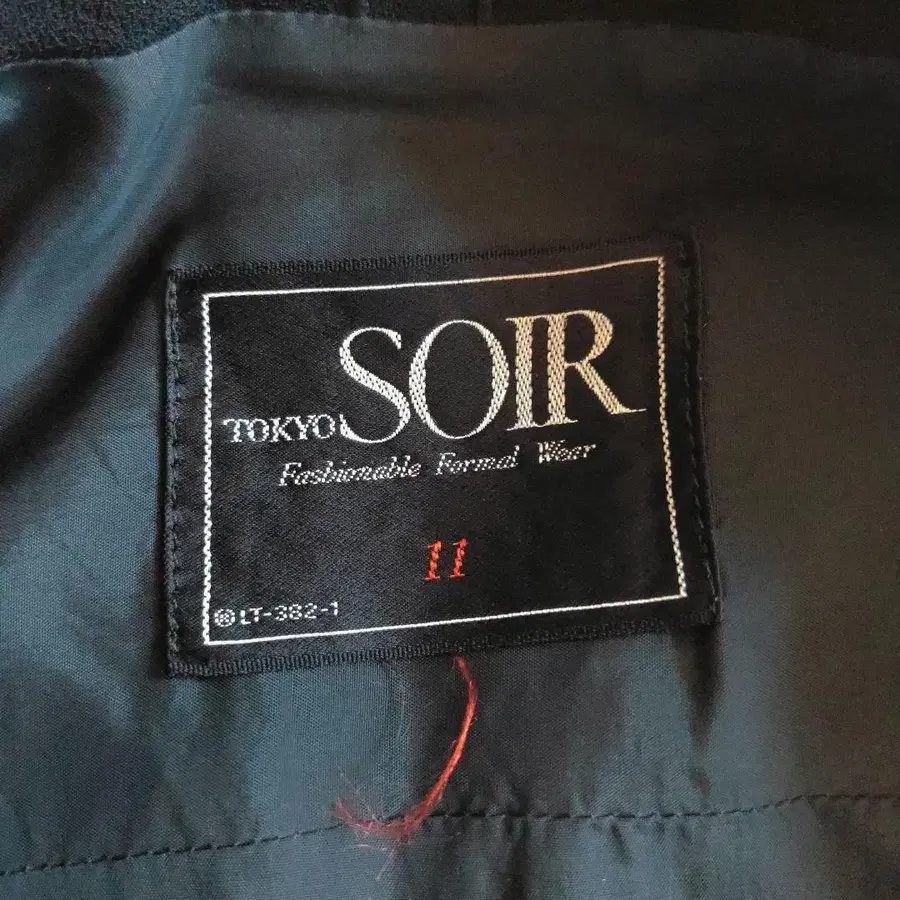 TOKYO SOIR
Fashionable Formal Wear
11
LT-382-1